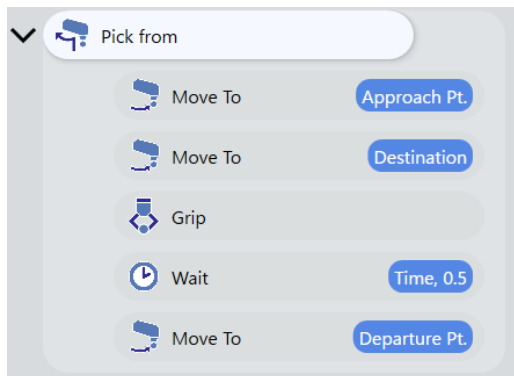 Pick from
Move To Approach Pt.
Move To Destination
Grip
Wait Time, 0.5
Move To Departure Pt.